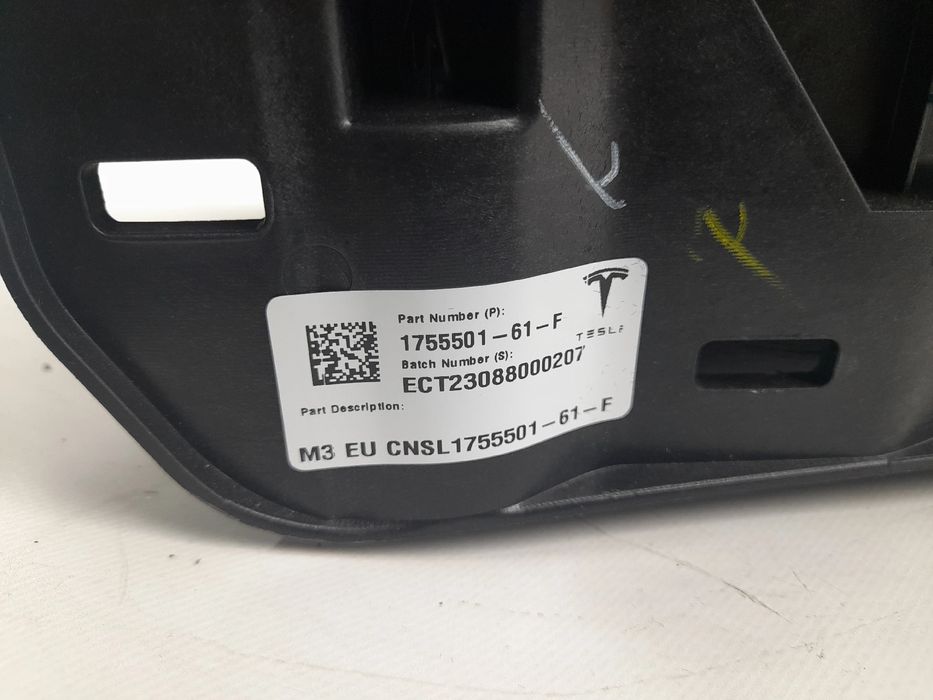 Part Number (P):
1755501-61-F
TESLA
Batch Number (S):
ECT23088000207
Part Description:
M3 EU CNSL1755501-61-F